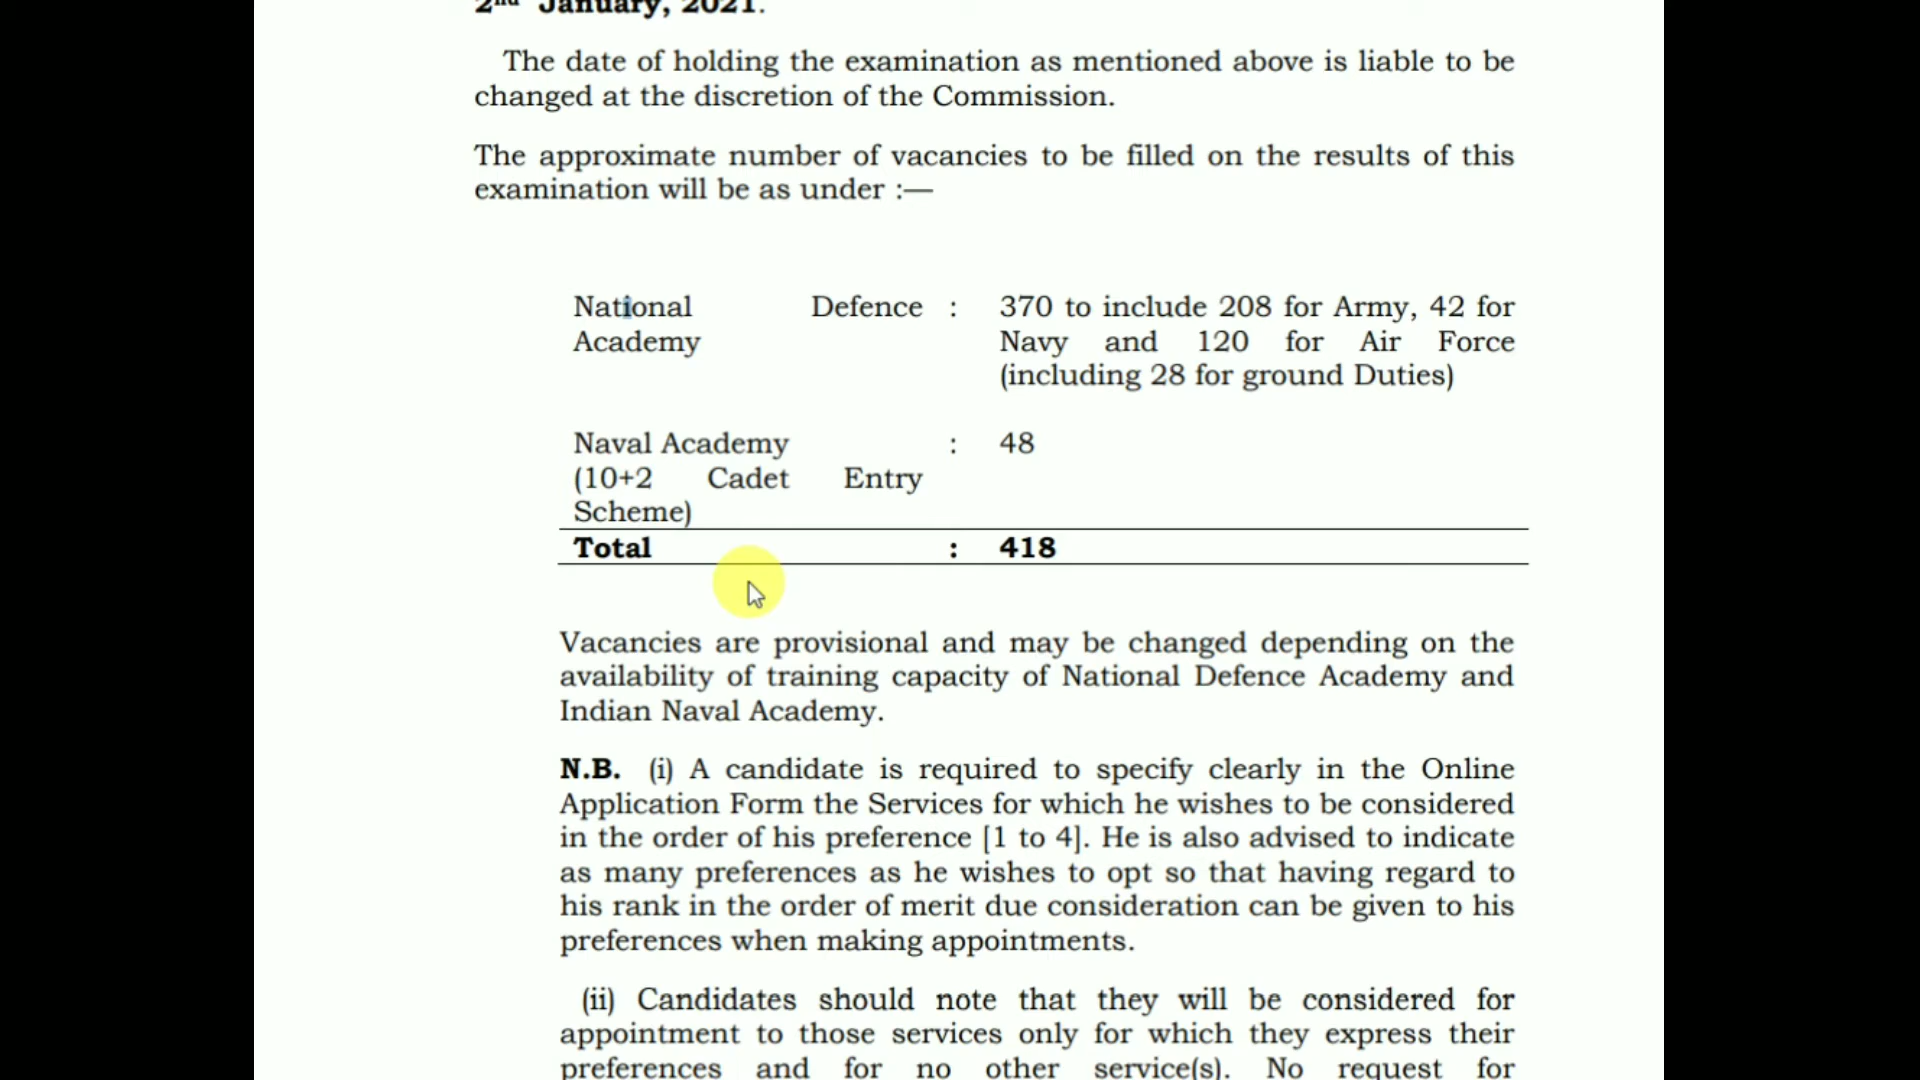 2nd January, 2021.
The date of holding the examination as mentioned above is liable to be
changed at the discretion of the Commission.
The approximate number of vacancies to be filled on the results of this
examination will be as under :—
National Defence : 370 to include 208 for Army, 42 for
Academy Navy and 120 for Air Force
(including 28 for ground Duties)
Naval Academy : 48
(10+2 Cadet Entry
Scheme)
Total : 418
Vacancies are provisional and may be changed depending on the
availability of training capacity of National Defence Academy and
Indian Naval Academy.
N.B. (i) A candidate is required to specify clearly in the Online
Application Form the Services for which he wishes to be considered
in the order of his preference [1 to 4]. He is also advised to indicate
as many preferences as he wishes to opt so that having regard to
his rank in the order of merit due consideration can be given to his
preferences when making appointments.
(ii) Candidates should note that they will be considered for
appointment to those services only for which they express their
preferences and for no other service(s). No request for